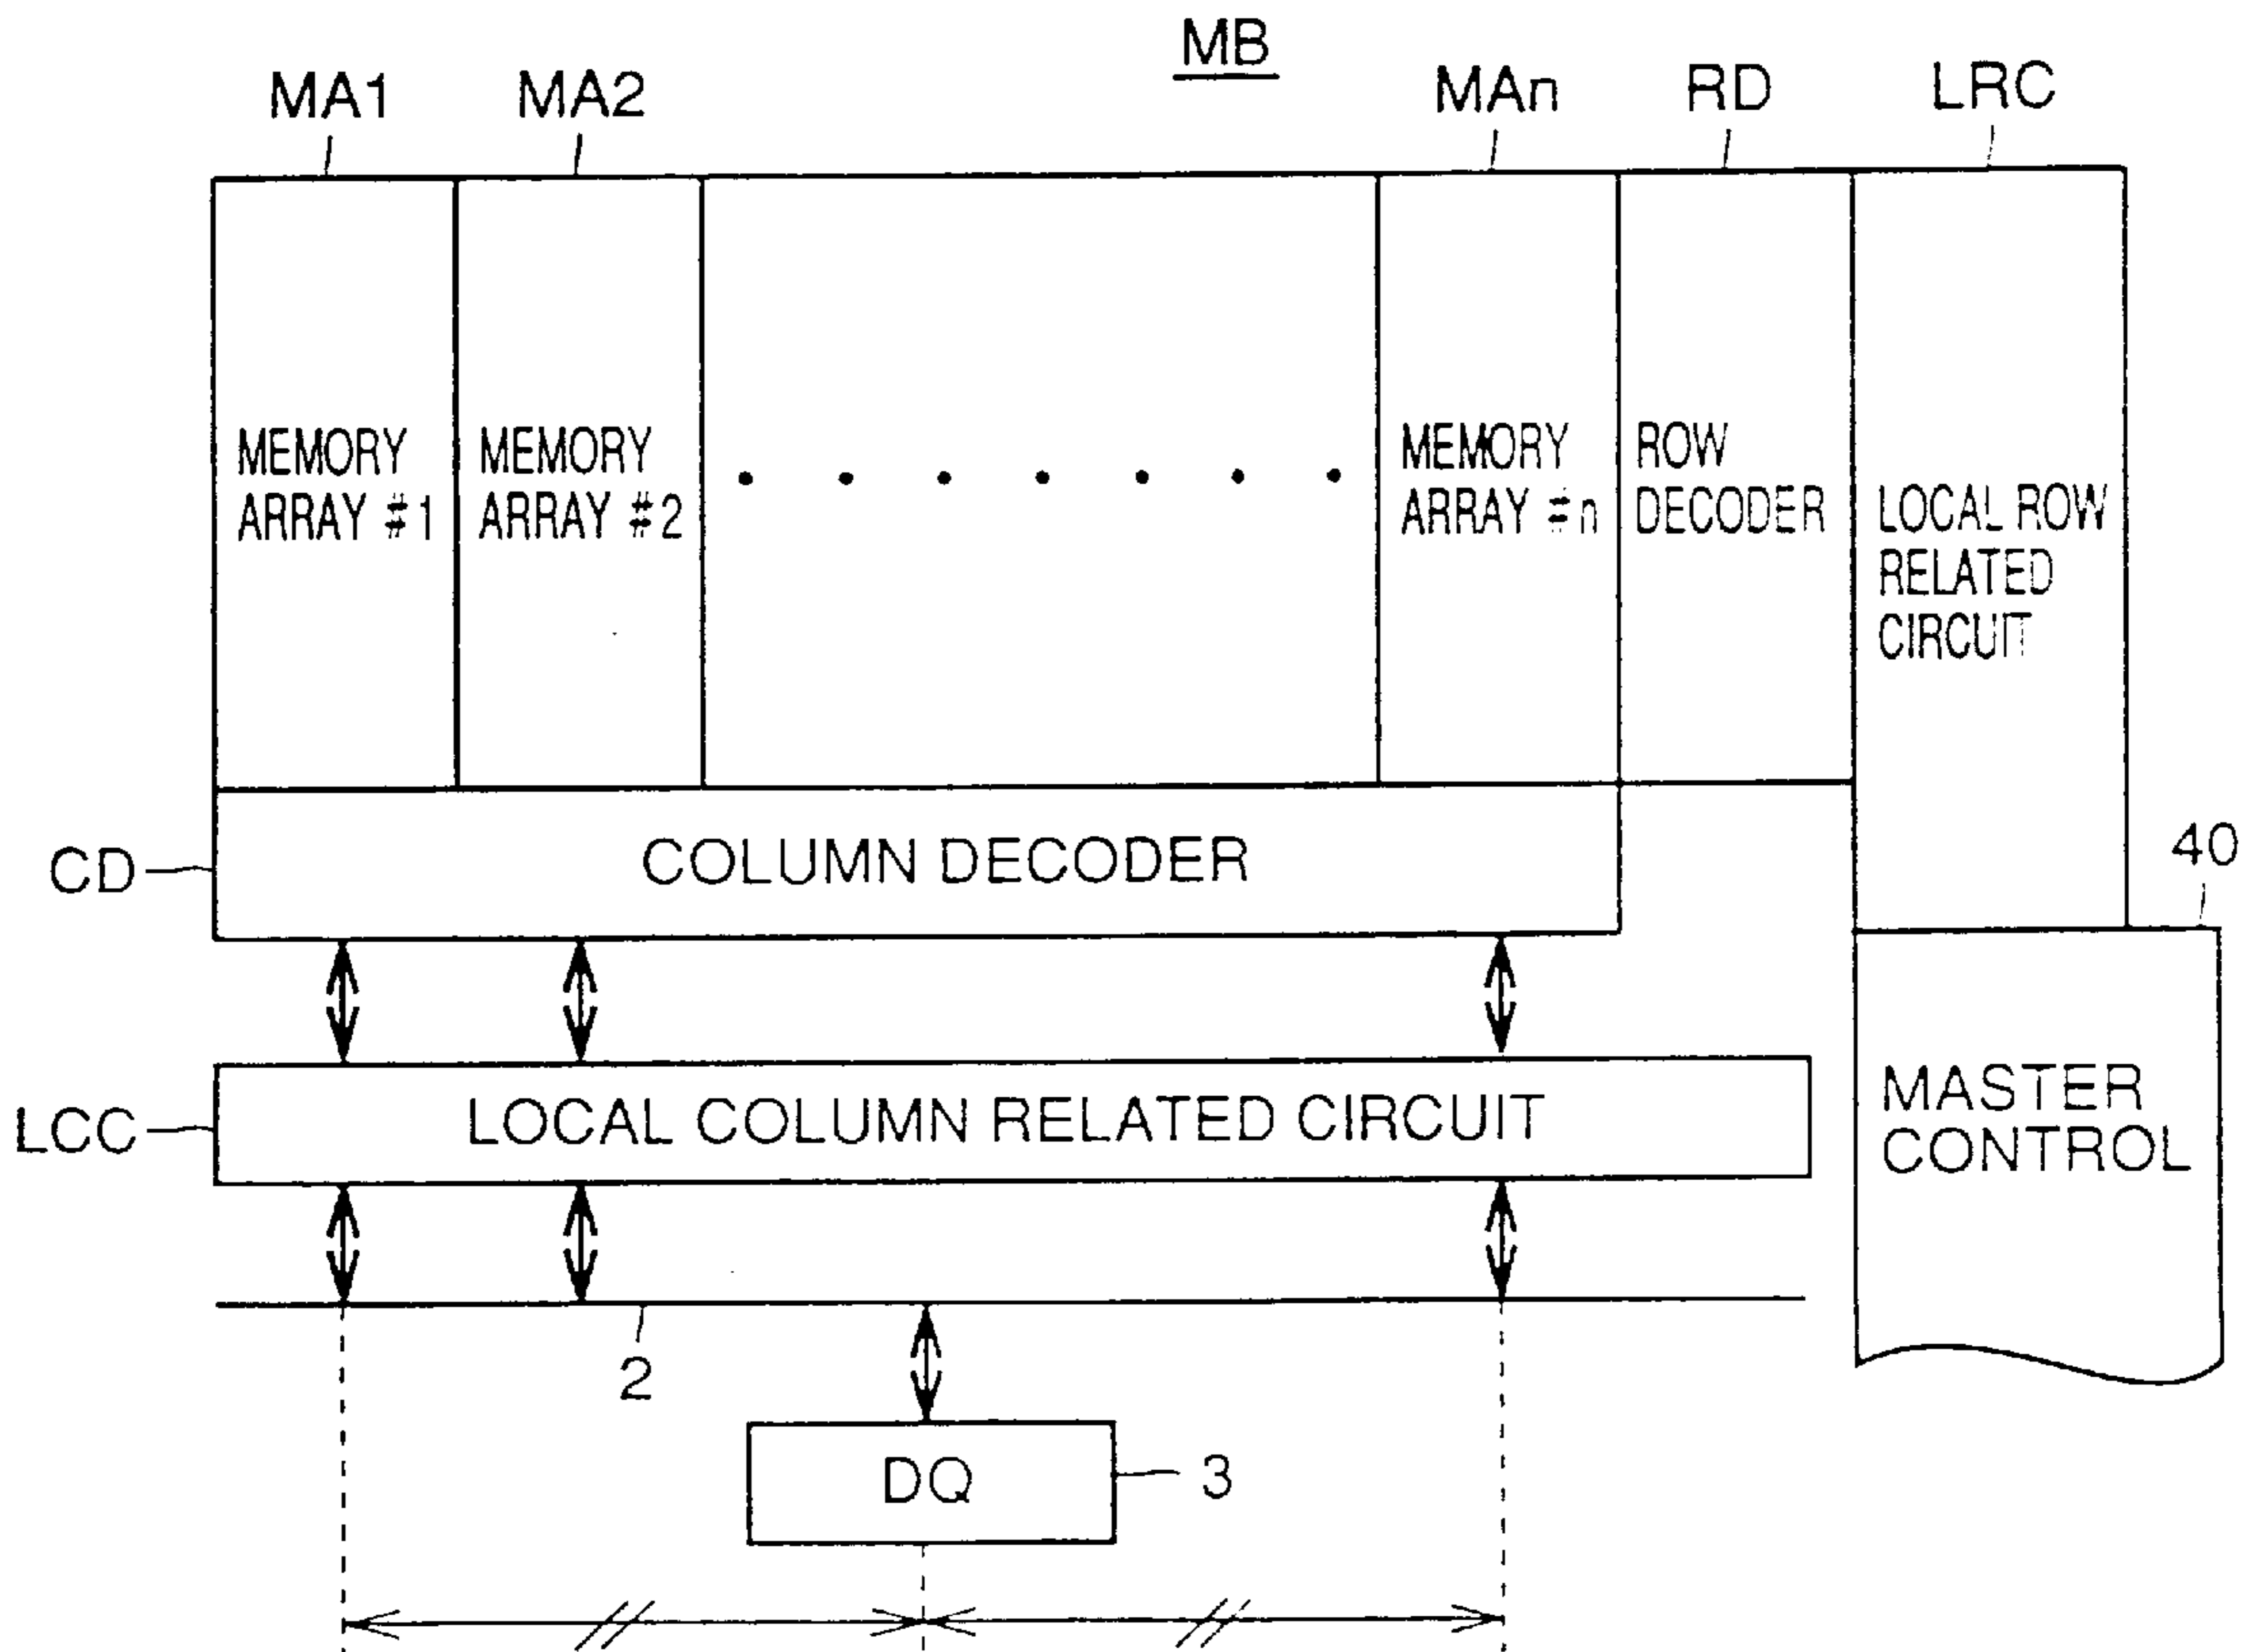 MB
MA1
MA2
MAn
RD
LRC
MEMORY
ARRAY #1
MEMORY
ARRAY #2
MEMORY
ARRAY #n
ROW
DECODER
LOCAL ROW
RELATED
CIRCUIT
CD
COLUMN DECODER
40
LCC
LOCAL COLUMN RELATED CIRCUIT
MASTER
CONTROL
2
DQ
3